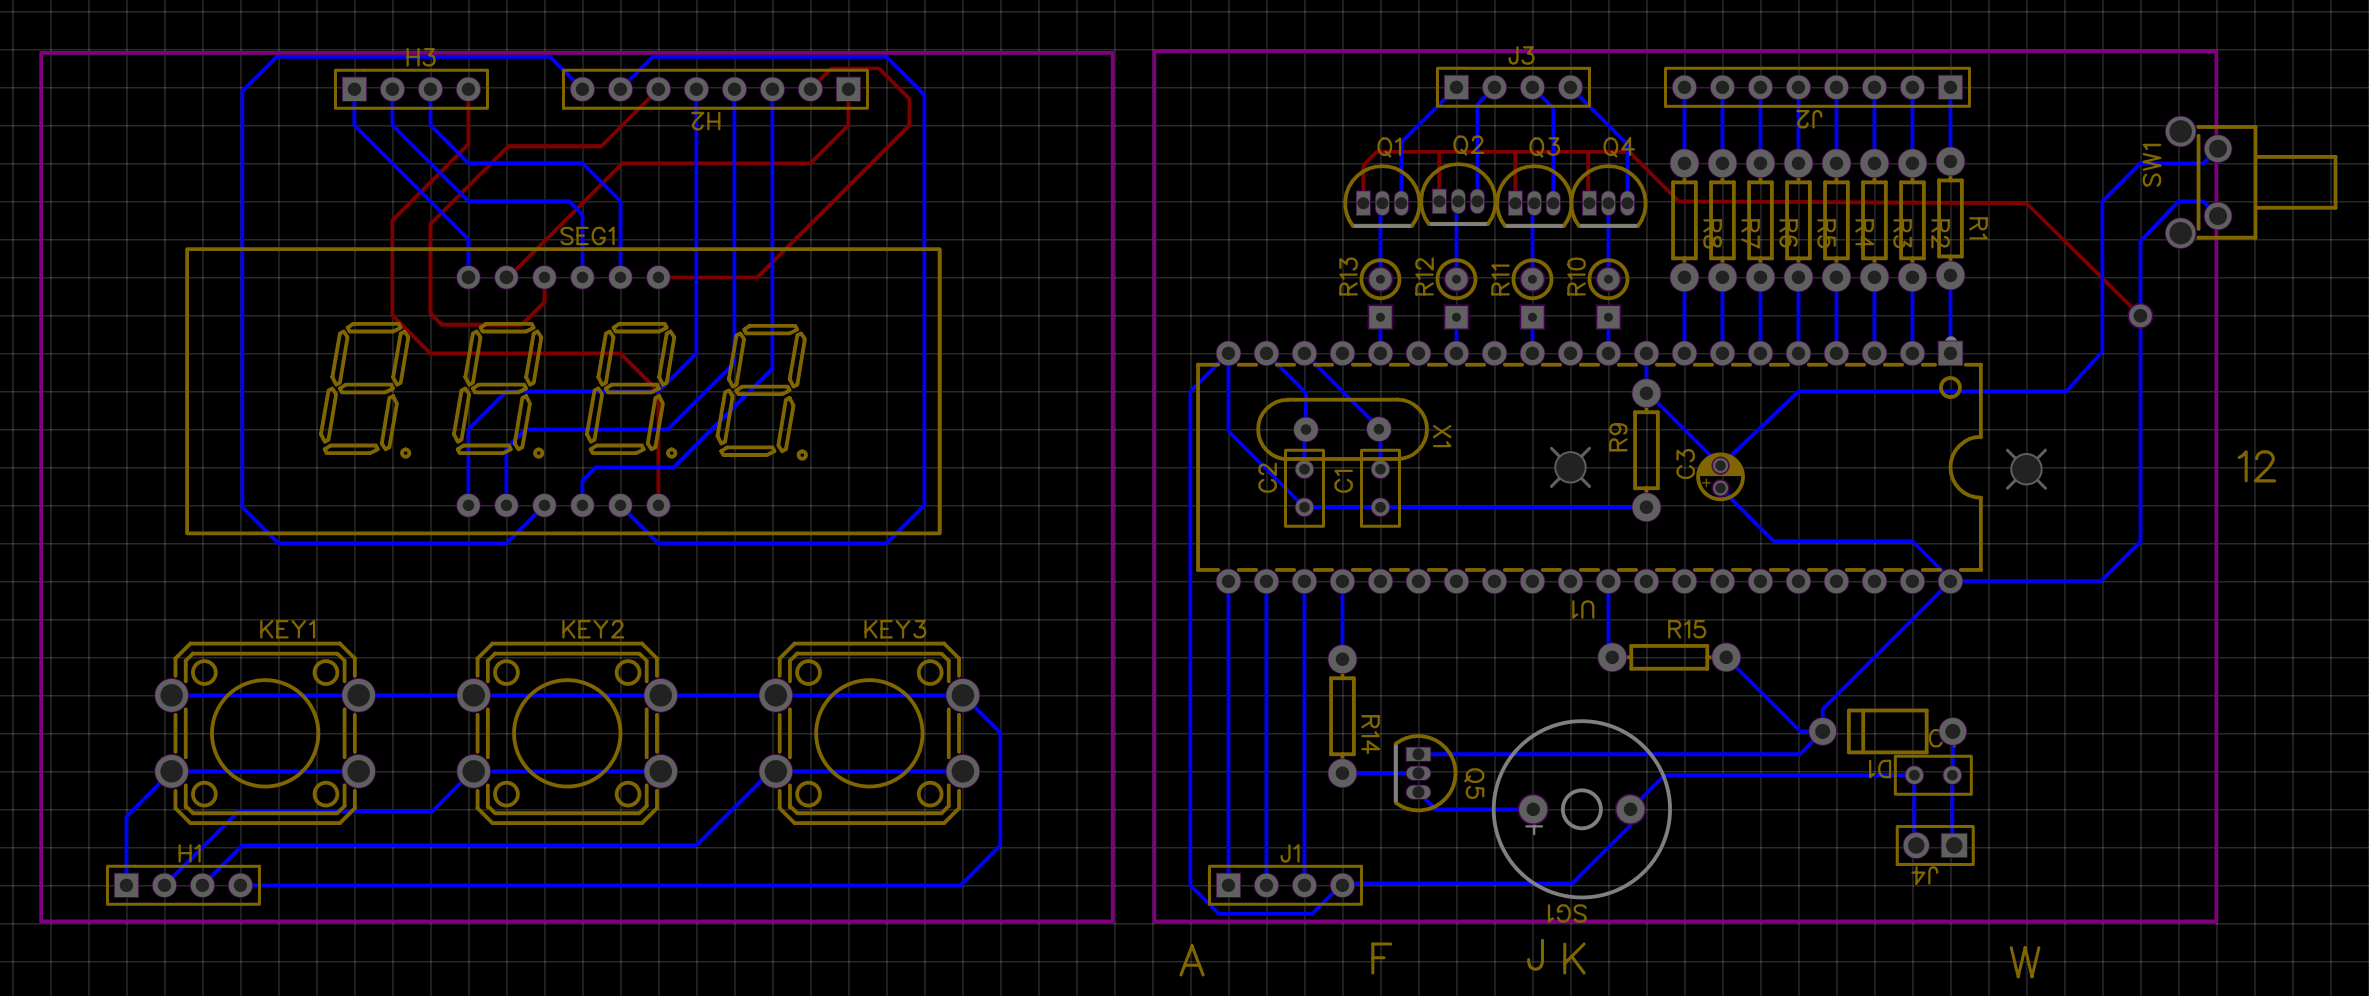 H3
H2
SEG1
KEY1
KEY2
KEY3
H1
J3
J2
Q1
Q2
Q3
Q4
SW1
R13
R12
R11
R10
R8
R7
R6
R5
R4
R3
R2
R1
X1
C2
C1
R9
C3
+
12
U1
R15
R14
Q5
D1
C
J4
J1
+
SG1
A
F
J
K
W